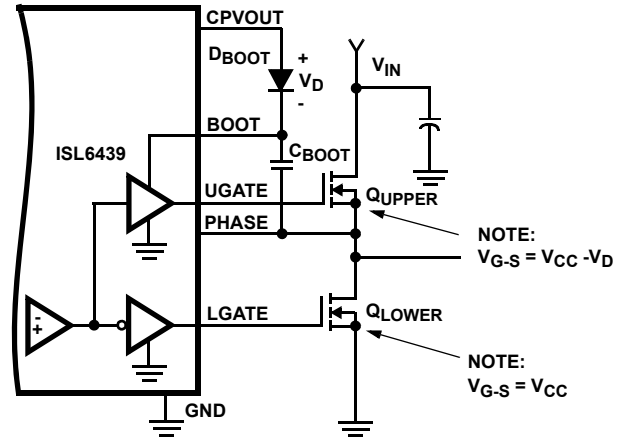 CPVOUT
DBOOT
+
VD
-
VIN
BOOT
ISL6439
CBOOT
UGATE
QUPPER
PHASE
NOTE:
VG-S = VCC -VD
-
+
LGATE
QLOWER
NOTE:
VG-S = VCC
GND